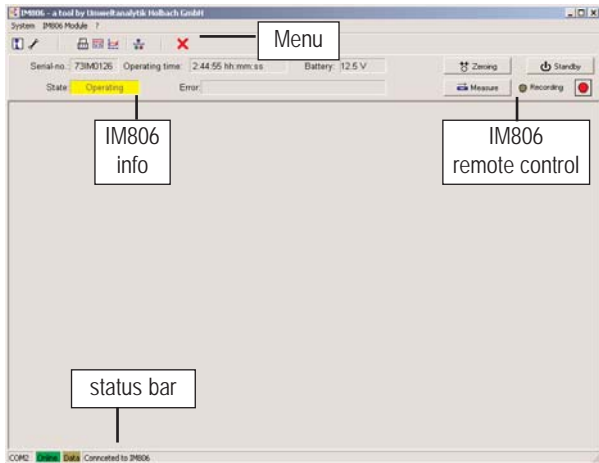 IM806 - a tool by Umweltanalytik Holbach GmbH
System IM806 Module ?
Menu
Serial-no.: 73IM0126 Operating time: 2:44:55 hh:mm:ss Battery: 12.5 V
Zeroing Standby
State: Operating Error:
Measure Recording
IM806
info
IM806
remote control
status bar
COM2 Online Data Connceted to IM806